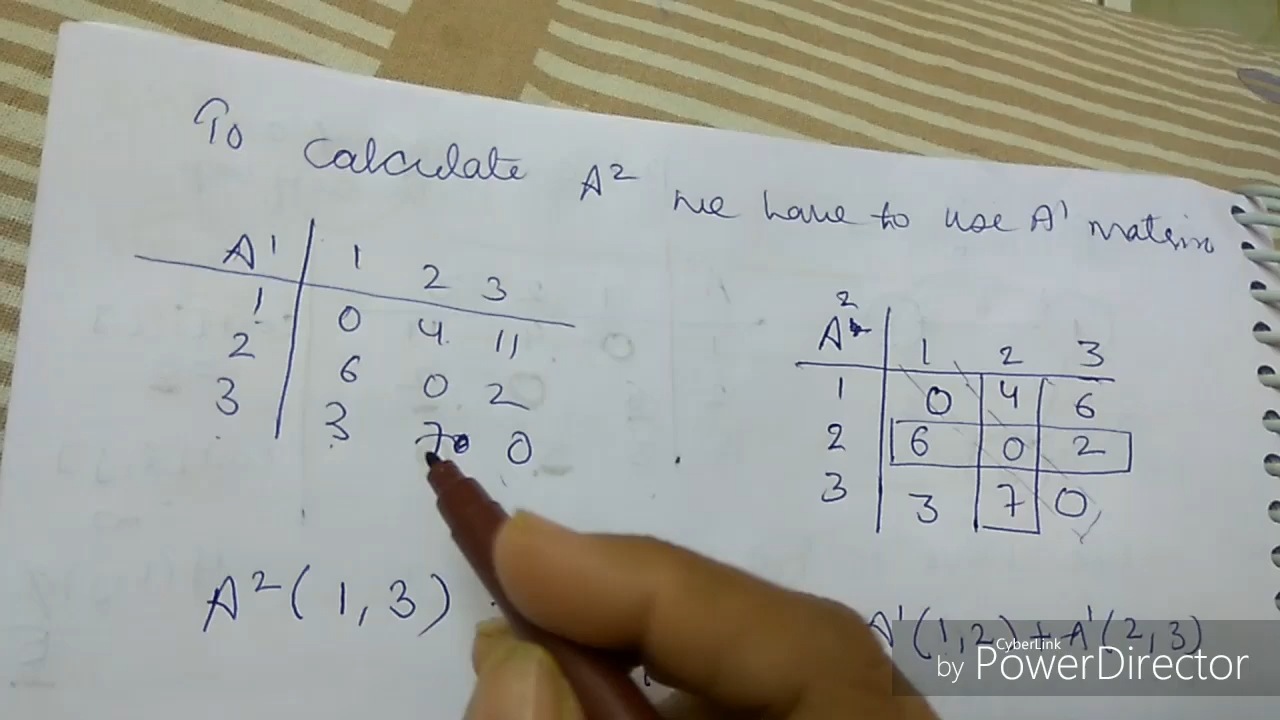 To calculate A² we have to use A¹ matrix
A¹ 1 2 3
1 0 4 11
2 6 0 2
3 3 7 0
A² 1 2 3
1 0 4 6
2 6 0 2
3 3 7 0
A²(1,3)
A¹(1,2) + A¹(2,3)
CyberLink
by PowerDirector